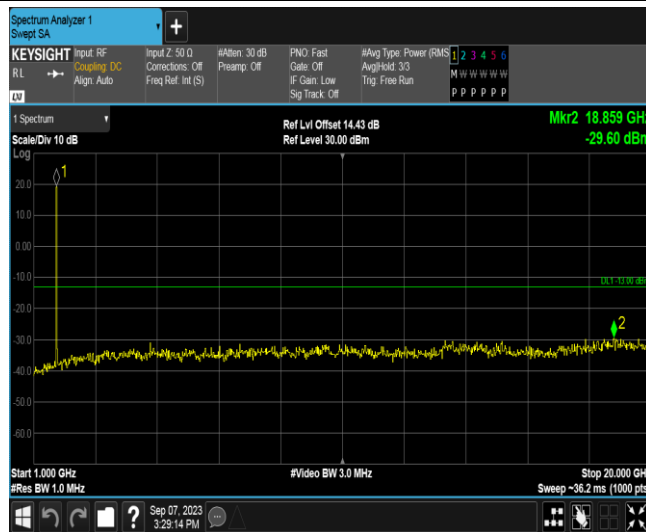 Spectrum Analyzer 1
Swept SA
KEYSIGHT
RL
LXI
Input: RF
Coupling: DC
Align: Auto
Input Z: 50 Ω
Corrections: Off
Freq Ref: Int (S)
#Atten: 30 dB
Preamp: Off
PNO: Fast
Gate: Off
IF Gain: Low
Sig Track: Off
#Avg Type: Power (RMS
Avg|Hold: 3/3
Trig: Free Run
1 2 3 4 5 6
M W W W W W
P P P P P P
1 Spectrum
Scale/Div 10 dB
Ref Lvl Offset 14.43 dB
Ref Level 30.00 dBm
Mkr2 18.859 GHz
-29.60 dBm
Log
1
20.0
10.0
0.00
-10.0
DL1 -13.00 dBm
-20.0
2
-30.0
-40.0
-50.0
-60.0
Start 1.000 GHz
#Video BW 3.0 MHz
Stop 20.000 GHz
#Res BW 1.0 MHz
Sweep ~36.2 ms (1000 pts
?
Sep 07, 2023
3:29:14 PM